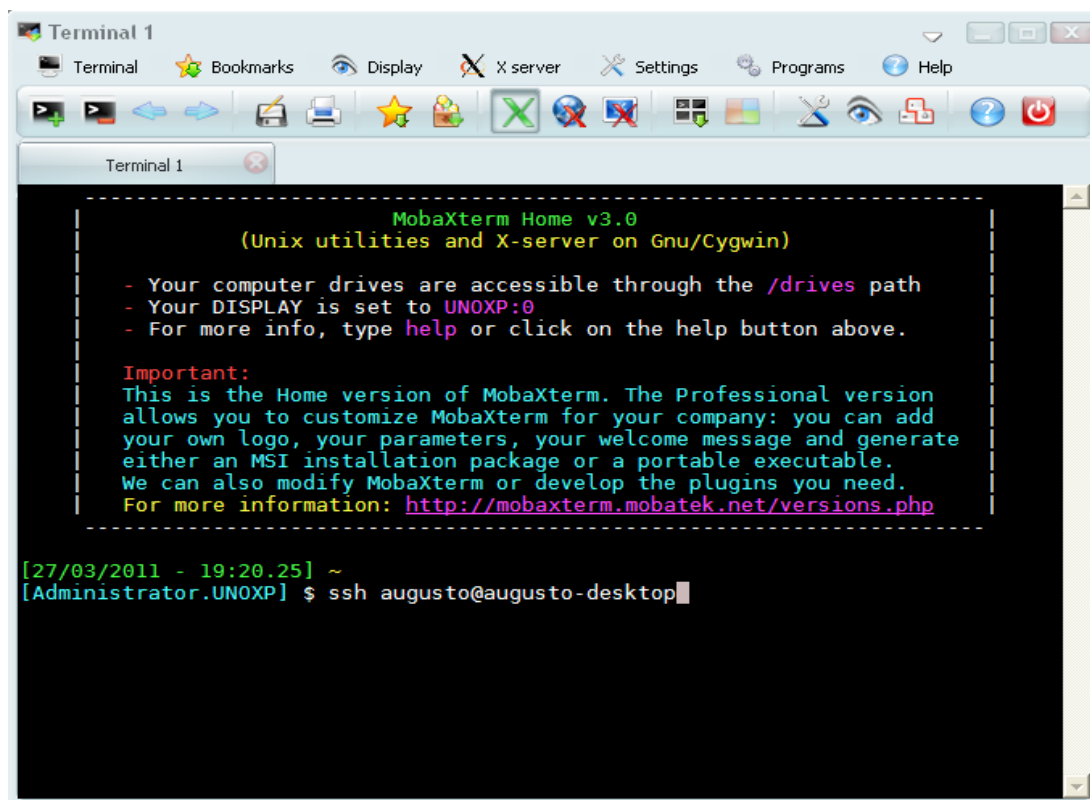 Terminal 1
Terminal Bookmarks Display X server Settings Programs Help
Terminal 1
MobaXterm Home v3.0
(Unix utilities and X-server on Gnu/Cygwin)
- Your computer drives are accessible through the /drives path
- Your DISPLAY is set to UNOXP:0
- For more info, type help or click on the help button above.
Important:
This is the Home version of MobaXterm. The Professional version
allows you to customize MobaXterm for your company: you can add
your own logo, your parameters, your welcome message and generate
either an MSI installation package or a portable executable.
We can also modify MobaXterm or develop the plugins you need.
For more information: http://mobaxterm.mobatek.net/versions.php
[27/03/2011 - 19:20.25] ~
[Administrator.UNOXP] $ ssh augusto@augusto-desktop